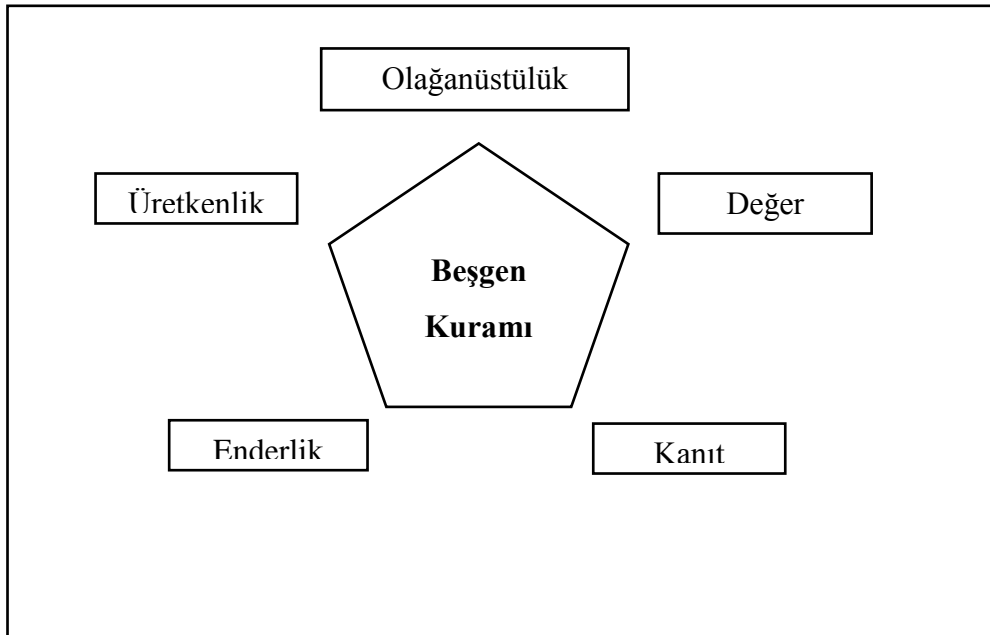 Olağanüstülük
Üretkenlik
Değer
Beşgen
Kuramı
Enderlik
Kanıt